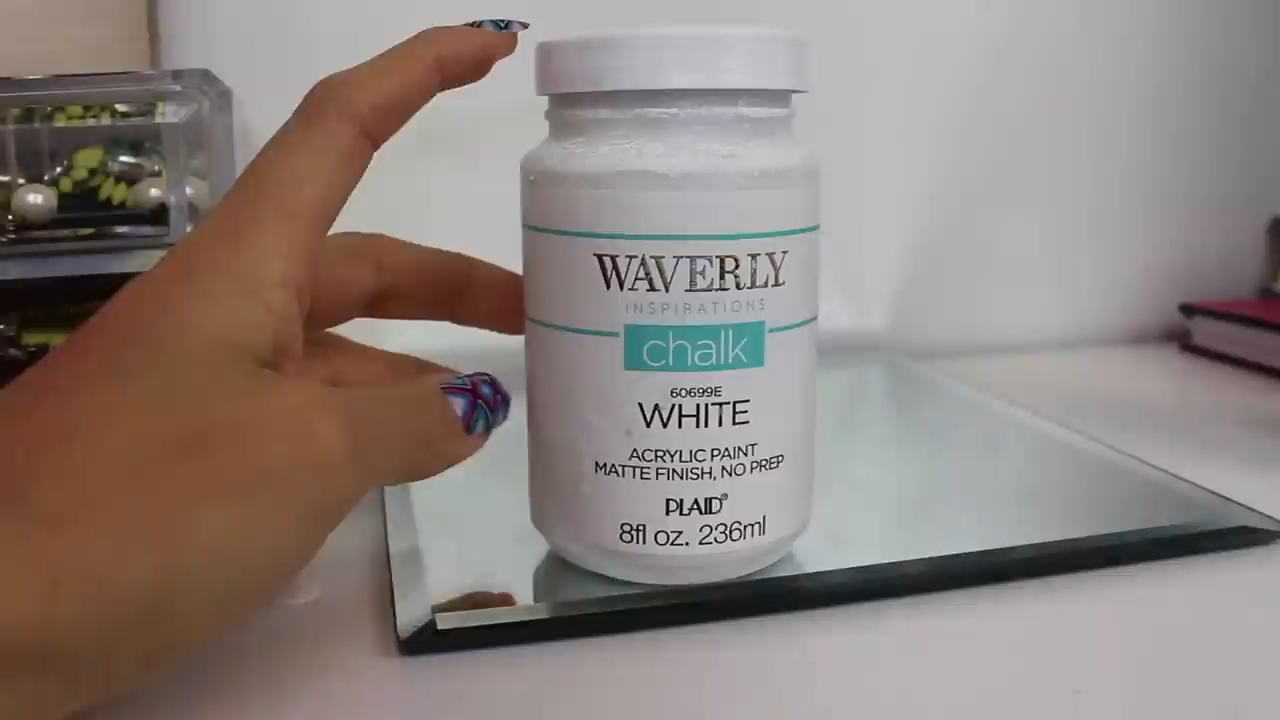 WAVERLY
INSPIRATIONS
chalk
60699E
WHITE
ACRYLIC PAINT
MATTE FINISH, NO PREP
PLAID®
8fl oz. 236ml